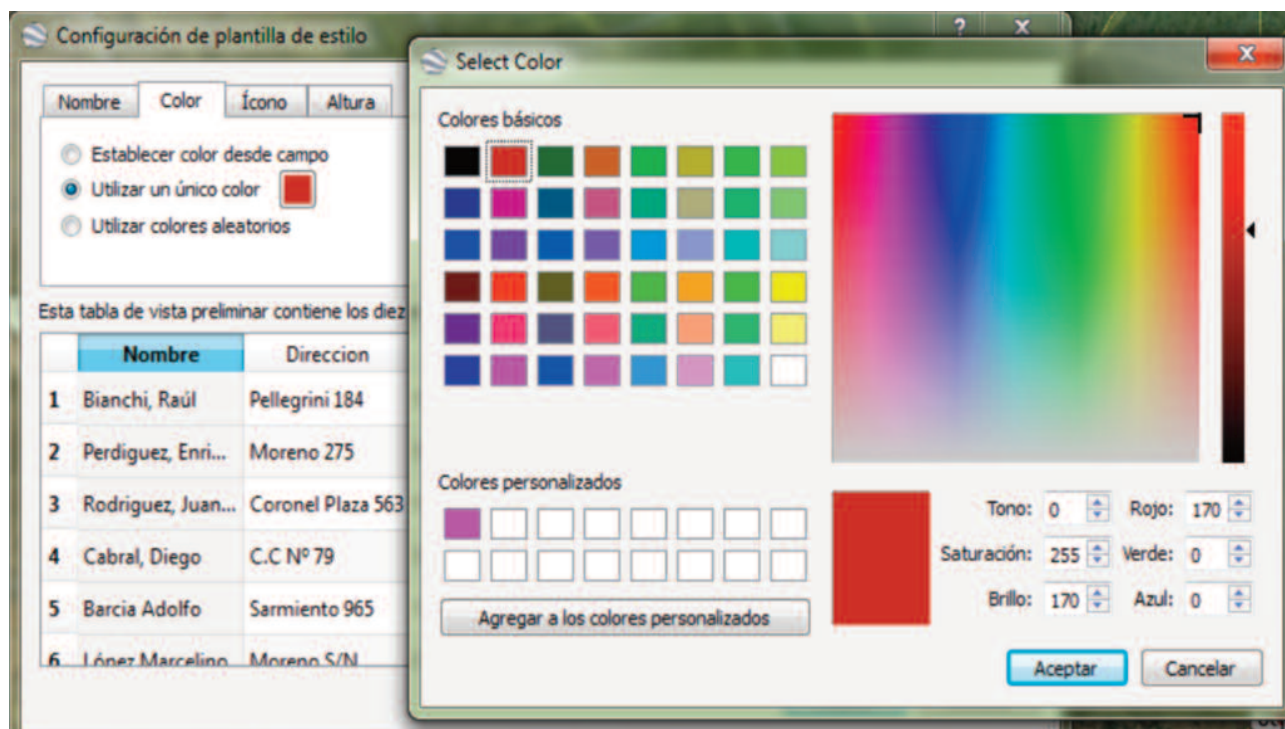 Configuración de plantilla de estilo
Nombre Color Ícono Altura
Establecer color desde campo
Utilizar un único color
Utilizar colores aleatorios
Esta tabla de vista preliminar contiene los diez
Nombre Direccion
1 Bianchi, Raúl Pellegrini 184
2 Perdiguez, Enri... Moreno 275
3 Rodriguez, Juan... Coronel Plaza 563
4 Cabral, Diego C.C Nº 79
5 Barcia Adolfo Sarmiento 965
6 López Marcelino Moreno S/N
Select Color
Colores básicos
Colores personalizados
Agregar a los colores personalizados
Tono: 0 Rojo: 170
Saturación: 255 Verde: 0
Brillo: 170 Azul: 0
Aceptar Cancelar